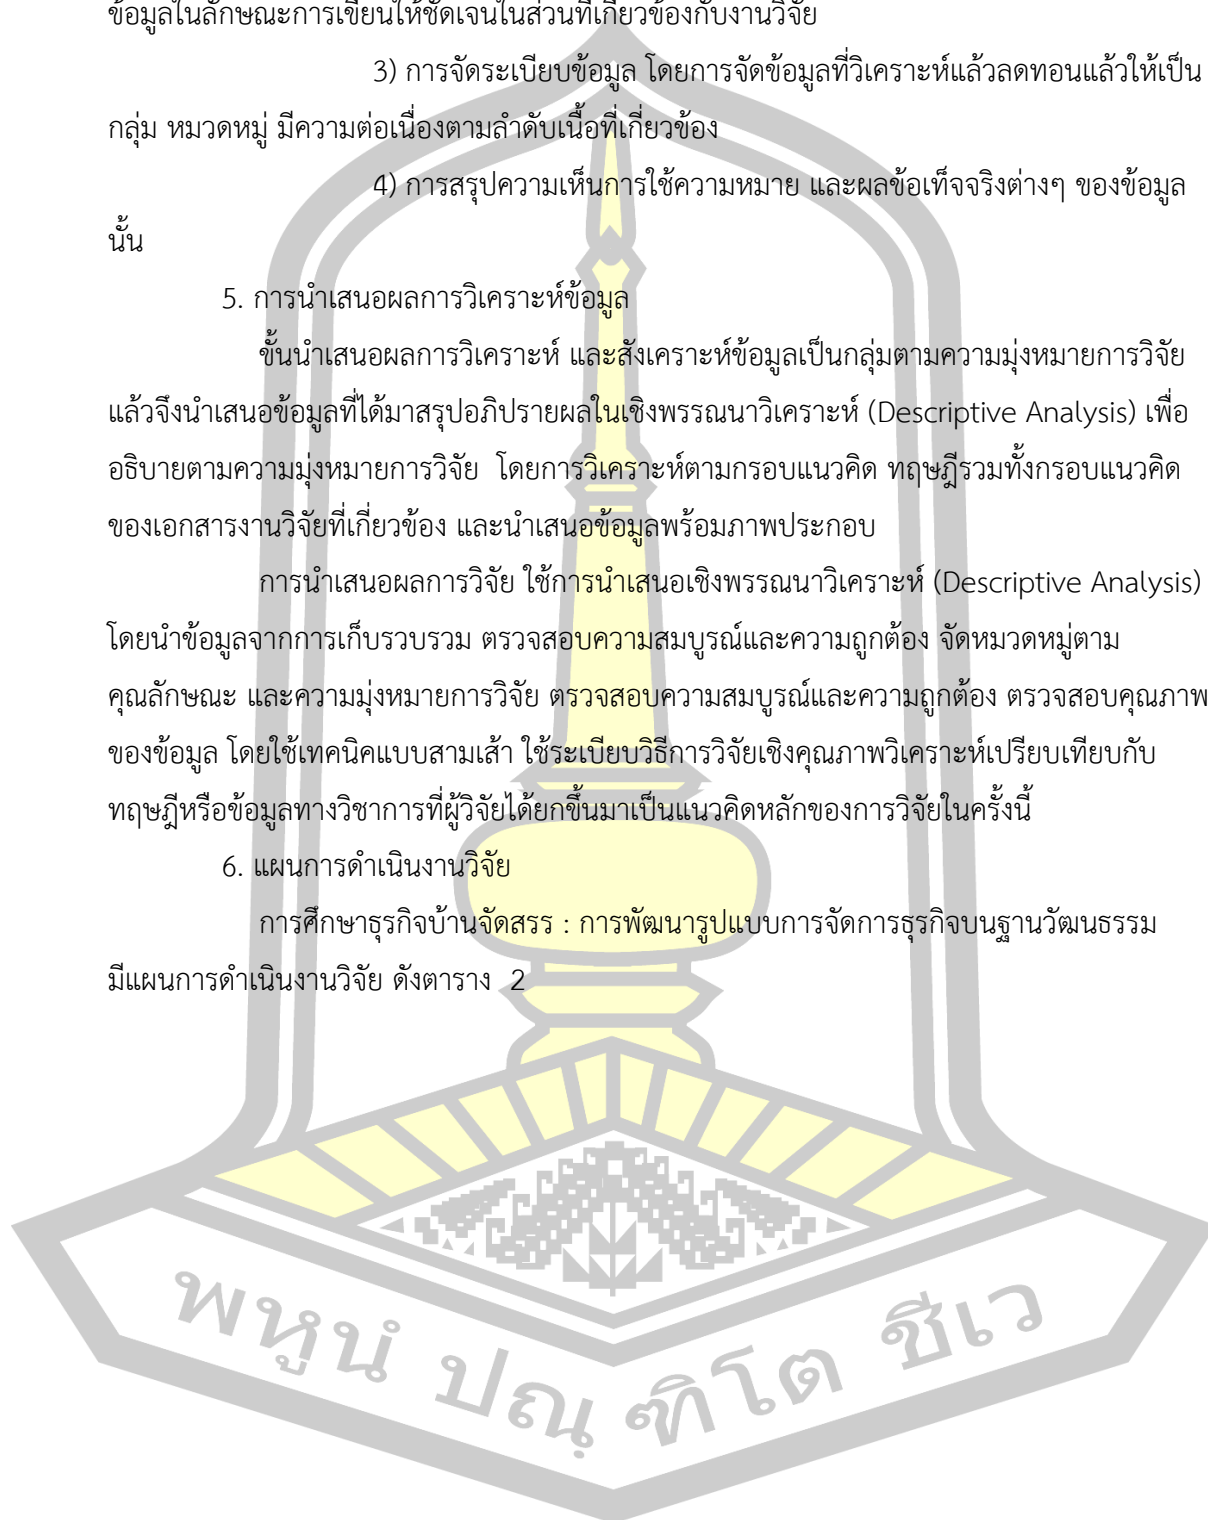 ข้อมูลในลักษณะการเขียนให้ชัดเจนในส่วนที่เกี่ยวข้องกับงานวิจัย
3) การจัดระเบียบข้อมูล โดยการจัดข้อมูลที่วิเคราะห์แล้วลดทอนแล้วให้เป็น
กลุ่ม หมวดหมู่ มีความต่อเนื่องตามลำดับเนื้อที่เกี่ยวข้อง
4) การสรุปความเห็นการใช้ความหมาย และผลข้อเท็จจริงต่างๆ ของข้อมูล
นั้น
5. การนำเสนอผลการวิเคราะห์ข้อมูล
ขั้นนำเสนอผลการวิเคราะห์ และสังเคราะห์ข้อมูลเป็นกลุ่มตามความมุ่งหมายการวิจัย
แล้วจึงนำเสนอข้อมูลที่ได้มาสรุปอภิปรายผลในเชิงพรรณนาวิเคราะห์ (Descriptive Analysis) เพื่อ
อธิบายตามความมุ่งหมายการวิจัย โดยการวิเคราะห์ตามกรอบแนวคิด ทฤษฎีรวมทั้งกรอบแนวคิด
ของเอกสารงานวิจัยที่เกี่ยวข้อง และนำเสนอข้อมูลพร้อมภาพประกอบ
การนำเสนอผลการวิจัย ใช้การนำเสนอเชิงพรรณนาวิเคราะห์ (Descriptive Analysis)
โดยนำข้อมูลจากการเก็บรวบรวม ตรวจสอบความสมบูรณ์และความถูกต้อง จัดหมวดหมู่ตาม
คุณลักษณะ และความมุ่งหมายการวิจัย ตรวจสอบความสมบูรณ์และความถูกต้อง ตรวจสอบคุณภาพ
ของข้อมูล โดยใช้เทคนิคแบบสามเส้า ใช้ระเบียบวิธีการวิจัยเชิงคุณภาพวิเคราะห์เปรียบเทียบกับ
ทฤษฎีหรือข้อมูลทางวิชาการที่ผู้วิจัยได้ยกขึ้นมาเป็นแนวคิดหลักของการวิจัยในครั้งนี้
6. แผนการดำเนินงานวิจัย
การศึกษาธุรกิจบ้านจัดสรร : การพัฒนารูปแบบการจัดการธุรกิจบนฐานวัฒนธรรม
มีแผนการดำเนินงานวิจัย ดังตาราง 2
พหูนํ ปณฺ ฑิโต ชีเว